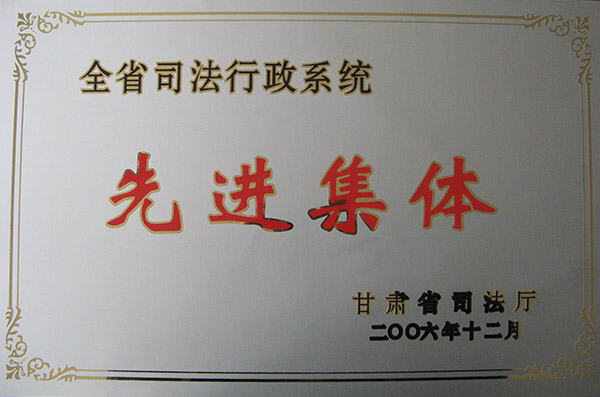 全省司法行政系统
先进集体
甘肃省司法厅
二〇〇六年十二月